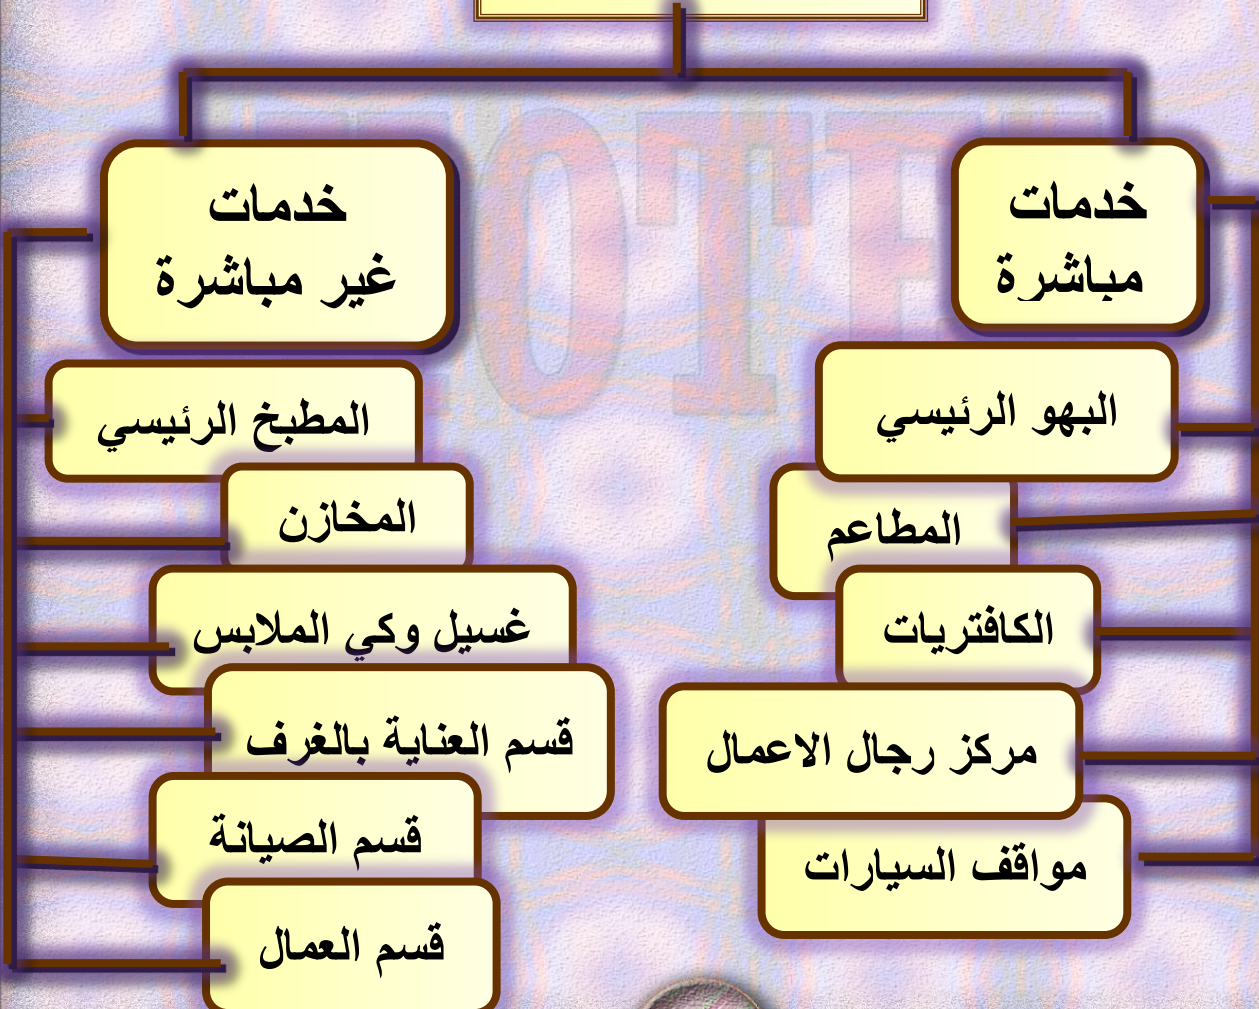 خدمات
مباشرة
البهو الرئيسي
المطاعم
الكافتريات
مركز رجال الاعمال
مواقف السيارات
خدمات
غير مباشرة
المطبخ الرئيسي
المخازن
غسيل وكي الملابس
قسم العناية بالغرف
قسم الصيانة
قسم العمال
HOTE